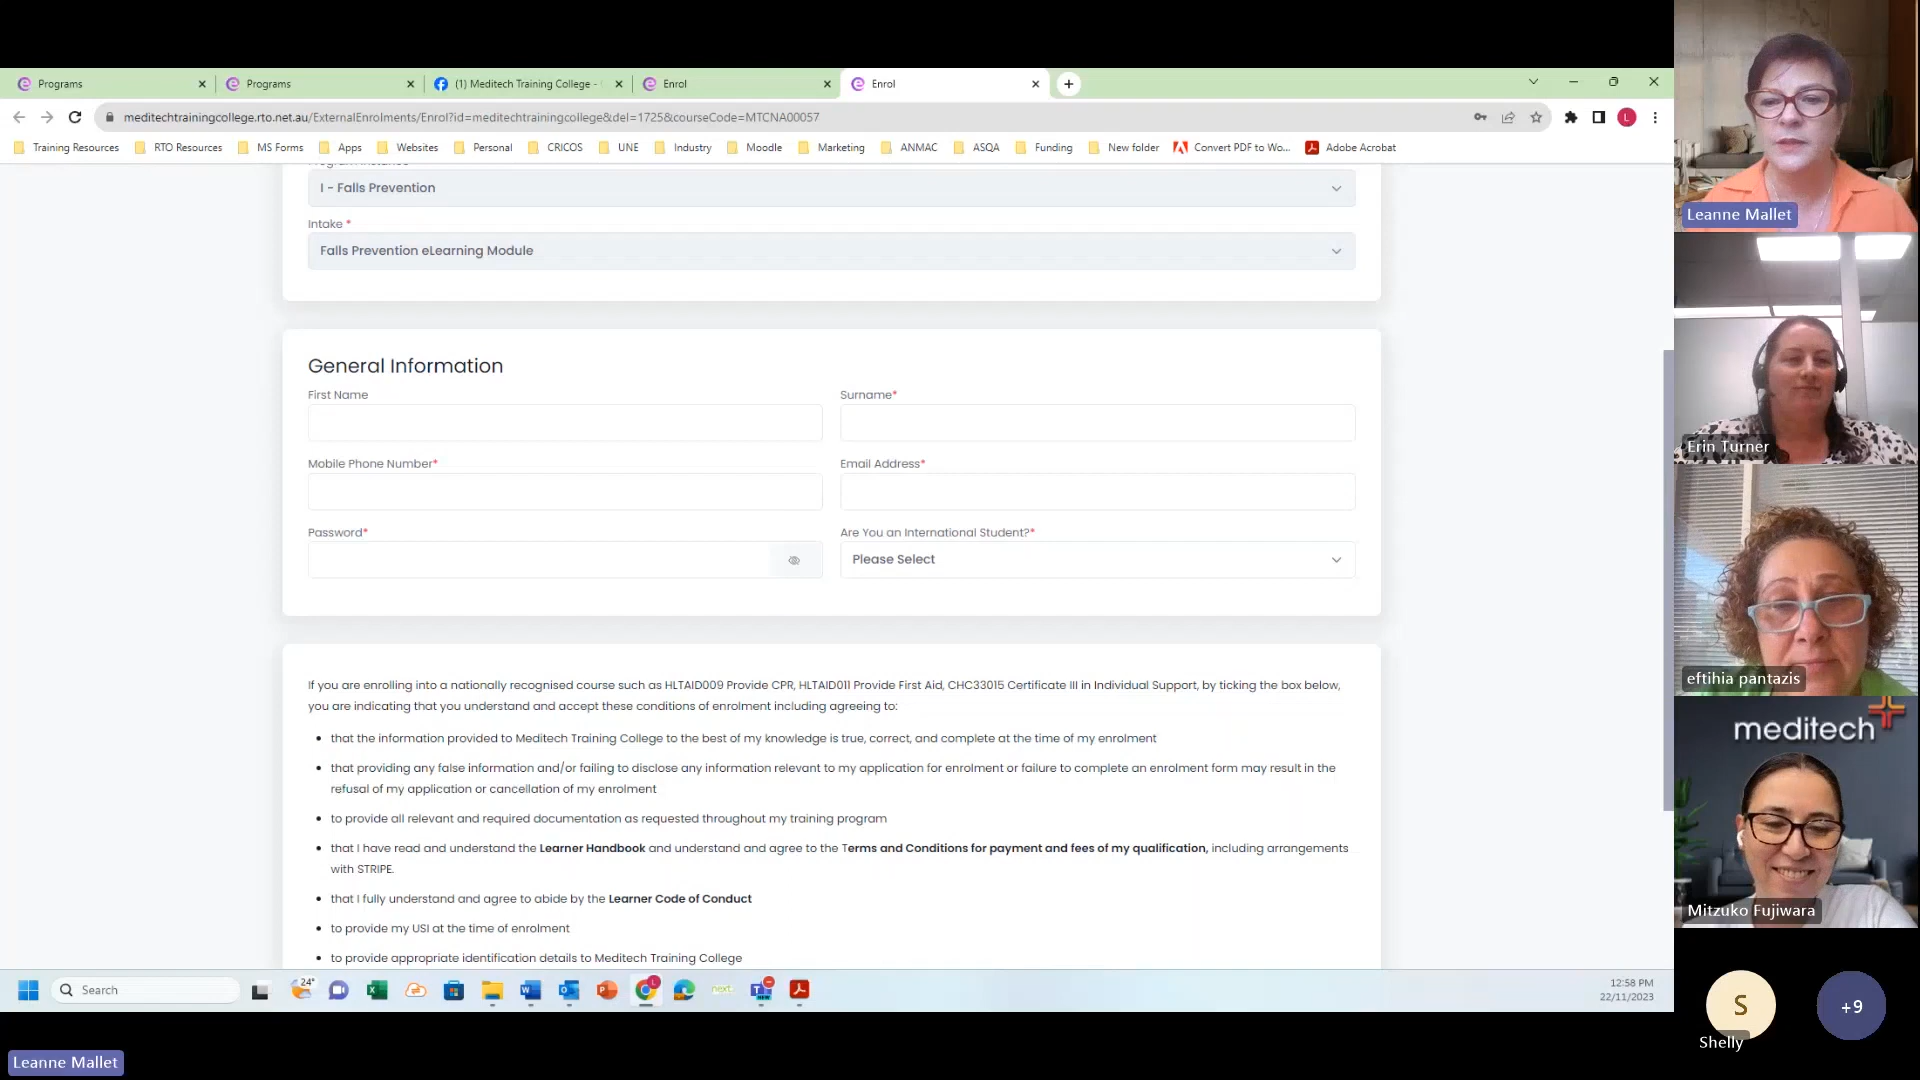 Programs
Programs
(1) Meditech Training College -
Enrol
Enrol
meditechtrainingcollege.rto.net.au/ExternalEnrolments/Enrol?id=meditechtrainingcollege&del=1725&courseCode=MTCNA00057
L
Training Resources
RTO Resources
MS Forms
Apps
Websites
Personal
CRICOS
UNE
Industry
Moodle
Marketing
ANMAC
ASQA
Funding
New folder
Convert PDF to Wo...
Adobe Acrobat
I - Falls Prevention
Intake *
Falls Prevention eLearning Module
General Information
First Name
Surname*
Mobile Phone Number*
Email Address*
Password*
Are You an International Student?*
Please Select
If you are enrolling into a nationally recognised course such as HLTAID009 Provide CPR, HLTAID011 Provide First Aid, CHC33015 Certificate III in Individual Support, by ticking the box below,
you are indicating that you understand and accept these conditions of enrolment including agreeing to:
that the information provided to Meditech Training College to the best of my knowledge is true, correct, and complete at the time of my enrolment
that providing any false information and/or failing to disclose any information relevant to my application for enrolment or failure to complete an enrolment form may result in the
refusal of my application or cancellation of my enrolment
to provide all relevant and required documentation as requested throughout my training program
that I have read and understand the Learner Handbook and understand and agree to the Terms and Conditions for payment and fees of my qualification, including arrangements
with STRIPE.
that I fully understand and agree to abide by the Learner Code of Conduct
to provide my USI at the time of enrolment
to provide appropriate identification details to Meditech Training College
24°
Search
next
12:58 PM
22/11/2023
Leanne Mallet
Erin Turner
eftihia pantazis
meditech
Mitzuko Fujiwara
S
Shelly
+9
Leanne Mallet